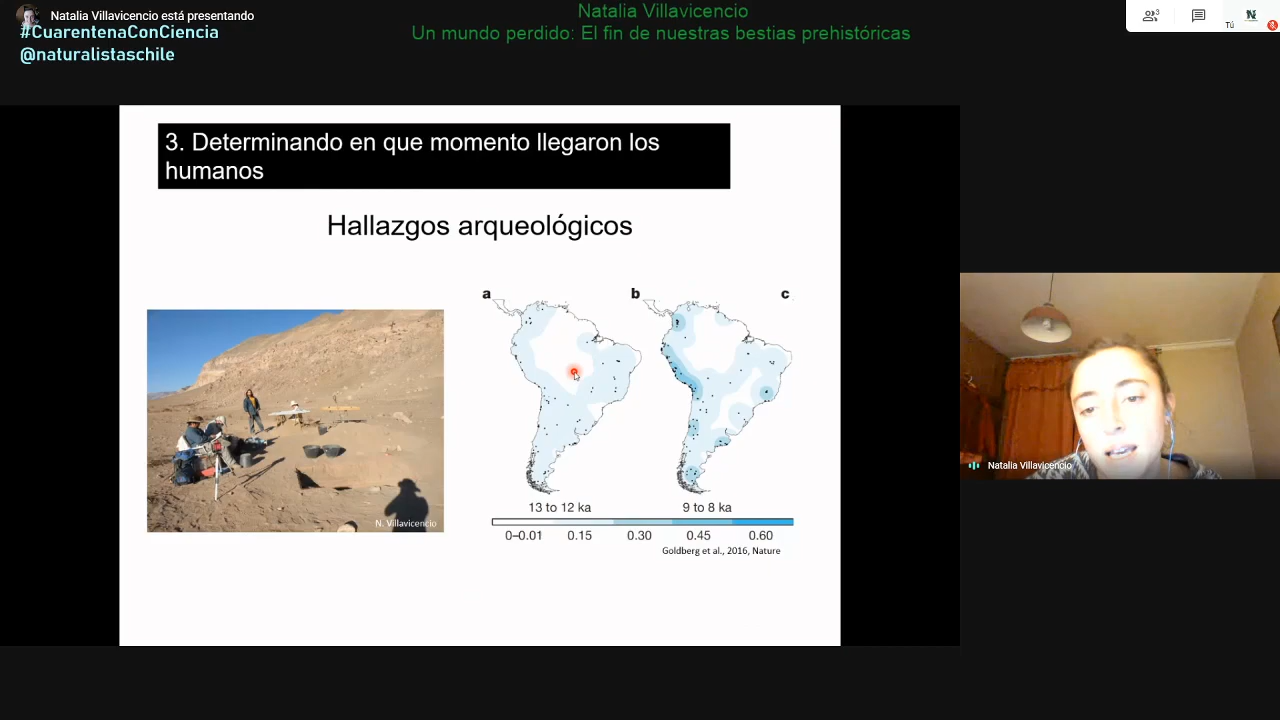 Natalia Villavicencio está presentando
#CuarentenaConCiencia
@naturalistaschile
Natalia Villavicencio
Un mundo perdido: El fin de nuestras bestias prehistóricas
3
Tú
3. Determinando en que momento llegaron los
humanos
Hallazgos arqueológicos
a
b
c
N. Villavicencio
13 to 12 ka
9 to 8 ka
0–0.01 0.15 0.30 0.45 0.60
Goldberg et al., 2016, Nature
Natalia Villavicencio